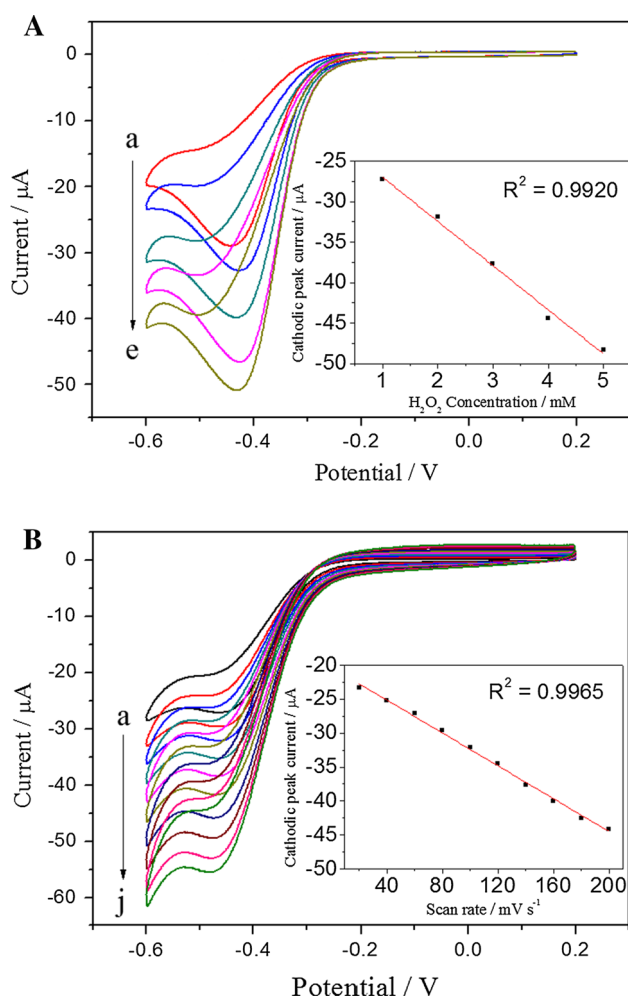 A
0
-10
-20
-30
-40
-50
Current / μA
a
e
-0.6
-0.4
-0.2
0.0
0.2
Potential / V
-25
-30
-35
-40
-45
-50
Cathodic peak current / μA
R² = 0.9920
1
2
3
4
5
H₂O₂ Concentration / mM
B
0
-10
-20
-30
-40
-50
-60
Current / μA
a
j
-0.6
-0.4
-0.2
0.0
0.2
Potential / V
-20
-25
-30
-35
-40
-45
-50
Cathodic peak current / μA
R² = 0.9965
40
80
120
160
200
Scan rate / mV s⁻¹